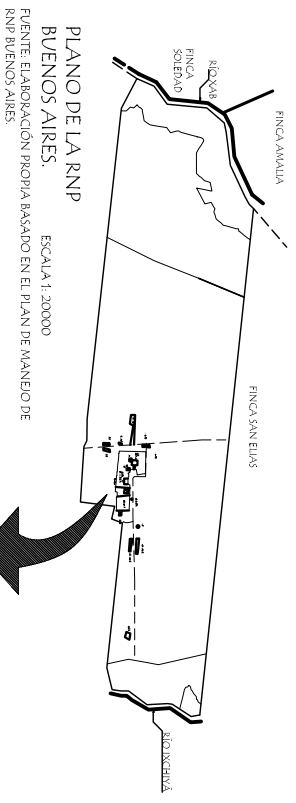 FINCA AMALIA
RÍO XAB
FINCA
SOLEDAD
FINCA SAN ELIAS
RÍO IXCHIYÁ
PLANO DE LA RNP
BUENOS AIRES.
ESCALA 1: 20000
FUENTE: ELABORACIÓN PROPIA BASADO EN EL PLAN DE MANEJO DE
RNP BUENOS AIRES.